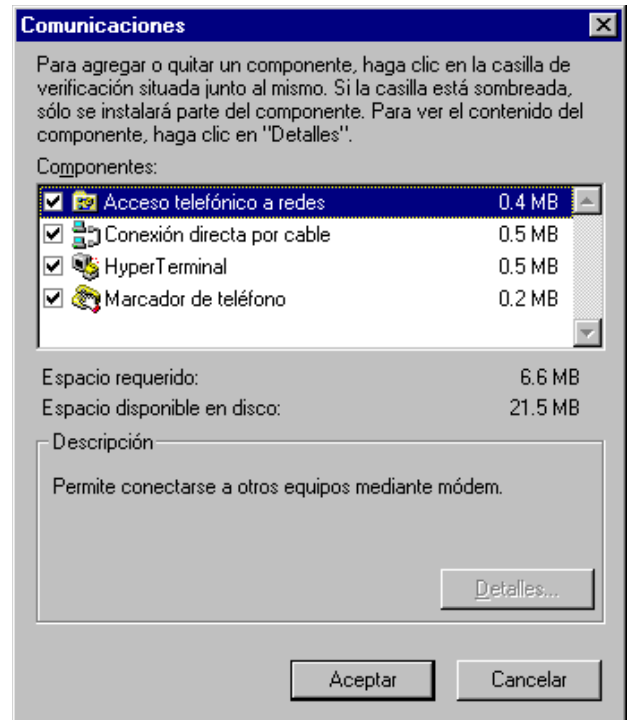 Comunicaciones
Para agregar o quitar un componente, haga clic en la casilla de
verificación situada junto al mismo. Si la casilla está sombreada,
sólo se instalará parte del componente. Para ver el contenido del
componente, haga clic en "Detalles".
Componentes:
Acceso telefónico a redes 0.4 MB
Conexión directa por cable 0.5 MB
HyperTerminal 0.5 MB
Marcador de teléfono 0.2 MB
Espacio requerido: 6.6 MB
Espacio disponible en disco: 21.5 MB
Descripción
Permite conectarse a otros equipos mediante módem.
Detalles...
Aceptar Cancelar